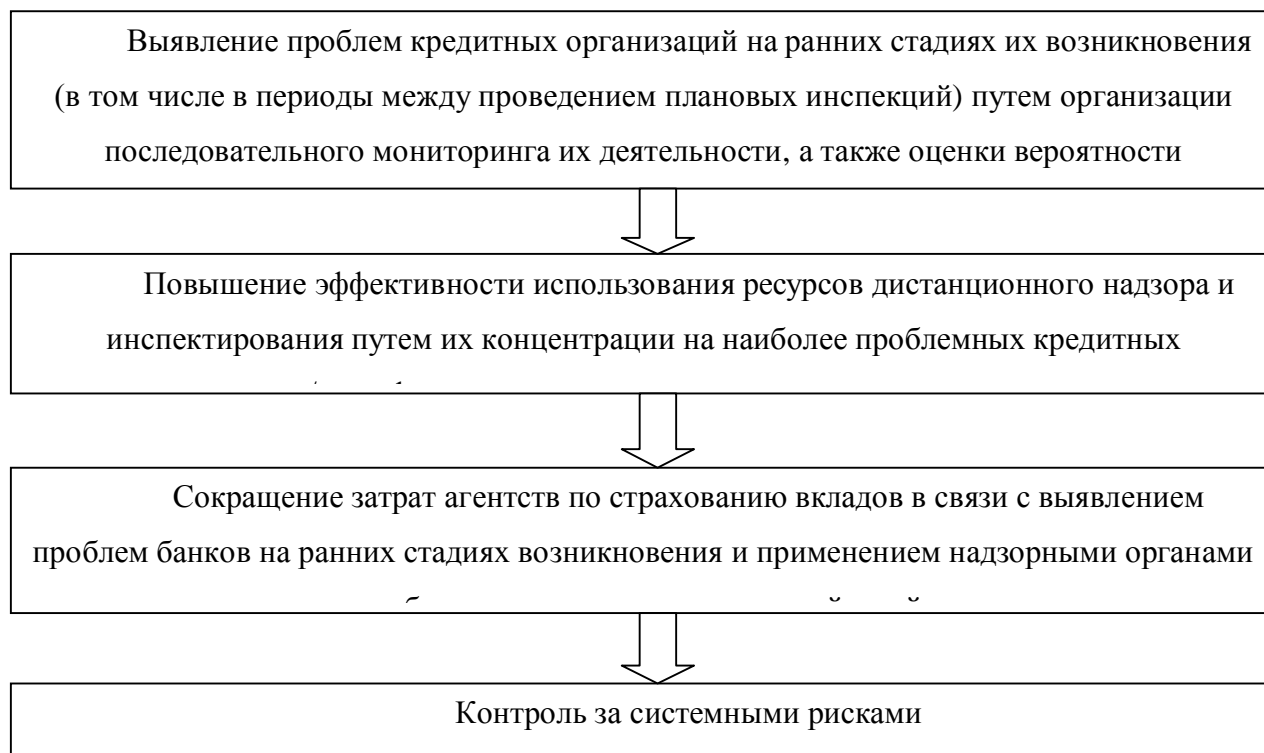 Выявление проблем кредитных организаций на ранних стадиях их возникновения
(в том числе в периоды между проведением плановых инспекций) путем организации
последовательного мониторинга их деятельности, а также оценки вероятности
Повышение эффективности использования ресурсов дистанционного надзора и
инспектирования путем их концентрации на наиболее проблемных кредитных
Сокращение затрат агентств по страхованию вкладов в связи с выявлением
проблем банков на ранних стадиях возникновения и применением надзорными органами
Контроль за системными рисками